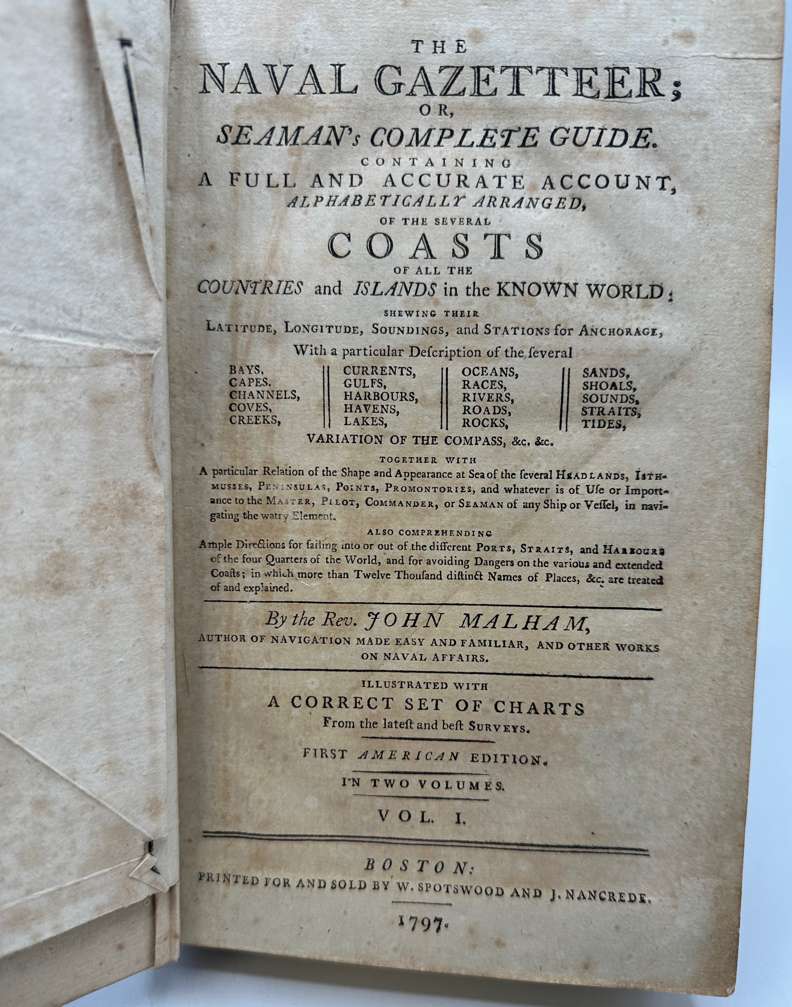 THE
NAVAL GAZETTEER;
OR,
SEAMAN's COMPLETE GUIDE.
CONTAINING
A FULL AND ACCURATE ACCOUNT,
ALPHABETICALLY ARRANGED,
OF THE SEVERAL
COASTS
OF ALL THE
COUNTRIES and ISLANDS in the KNOWN WORLD:
SHEWING THEIR
LATITUDE, LONGITUDE, SOUNDINGS, and STATIONS for ANCHORAGE,
With a particular Deſcription of the ſeveral
BAYS, CURRENTS, OCEANS, SANDS,
CAPES. GULFS, RACES, SHOALS,
CHANNELS, HARBOURS, RIVERS, SOUNDS,
COVES, HAVENS, ROADS, STRAITS,
CREEKS, LAKES, ROCKS, TIDES,
VARIATION OF THE COMPASS, &c. &c.
TOGETHER WITH
A particular Relation of the Shape and Appearance at Sea of the ſeveral HEADLANDS, ISTH-
MUSSES, PENINSULAS, POINTS, PROMONTORIES, and whatever is of Uſe or Import-
ance to the MASTER, PILOT, COMMANDER, or SEAMAN of any Ship or Veſſel, in navi-
gating the watry Element.
ALSO COMPREHENDING
Ample Directions for ſailing into or out of the different PORTS, STRAITS, and HARBOURS
of the four Quarters of the World, and for avoiding Dangers on the various and extended
Coaſts; in which more than Twelve Thouſand diſtinct Names of Places, &c. are treated
of and explained.
By the Rev. JOHN MALHAM,
AUTHOR OF NAVIGATION MADE EASY AND FAMILIAR, AND OTHER WORKS
ON NAVAL AFFAIRS.
ILLUSTRATED WITH
A CORRECT SET OF CHARTS
From the lateſt and beſt SURVEYS.
FIRST AMERICAN EDITION.
IN TWO VOLUMES.
VOL. I.
BOSTON:
PRINTED FOR AND SOLD BY W. SPOTSWOOD AND J. NANCREDE.
1797.